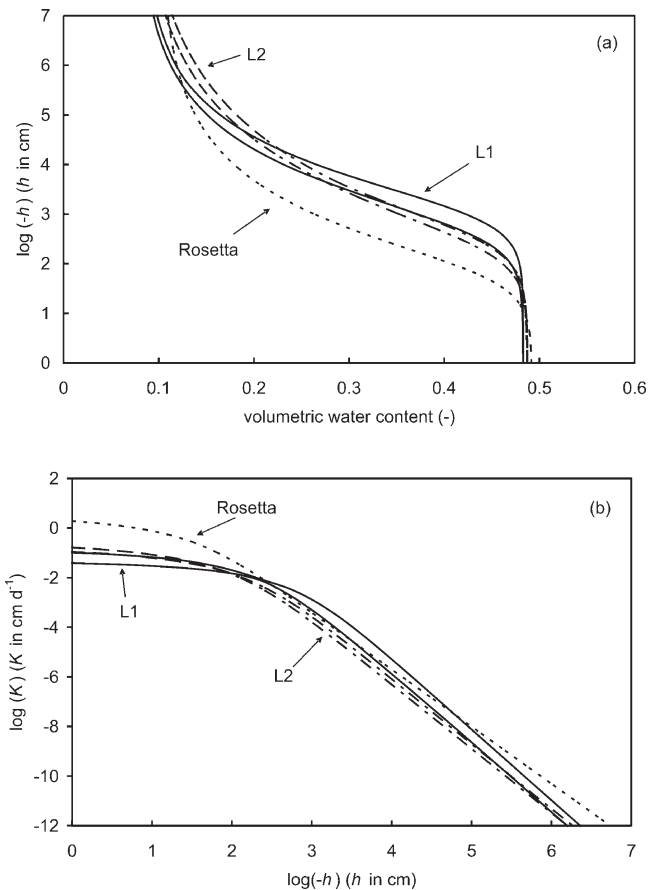 7
6
5
4
3
2
1
0
log (-h) (h in cm)
(a)
L2
L1
Rosetta
0 0.1 0.2 0.3 0.4 0.5 0.6
volumetric water content (-)
2
0
-2
-4
-6
-8
-10
-12
log (K) (K in cm d-1)
(b)
Rosetta
L1
L2
0 1 2 3 4 5 6 7
log(-h) (h in cm)